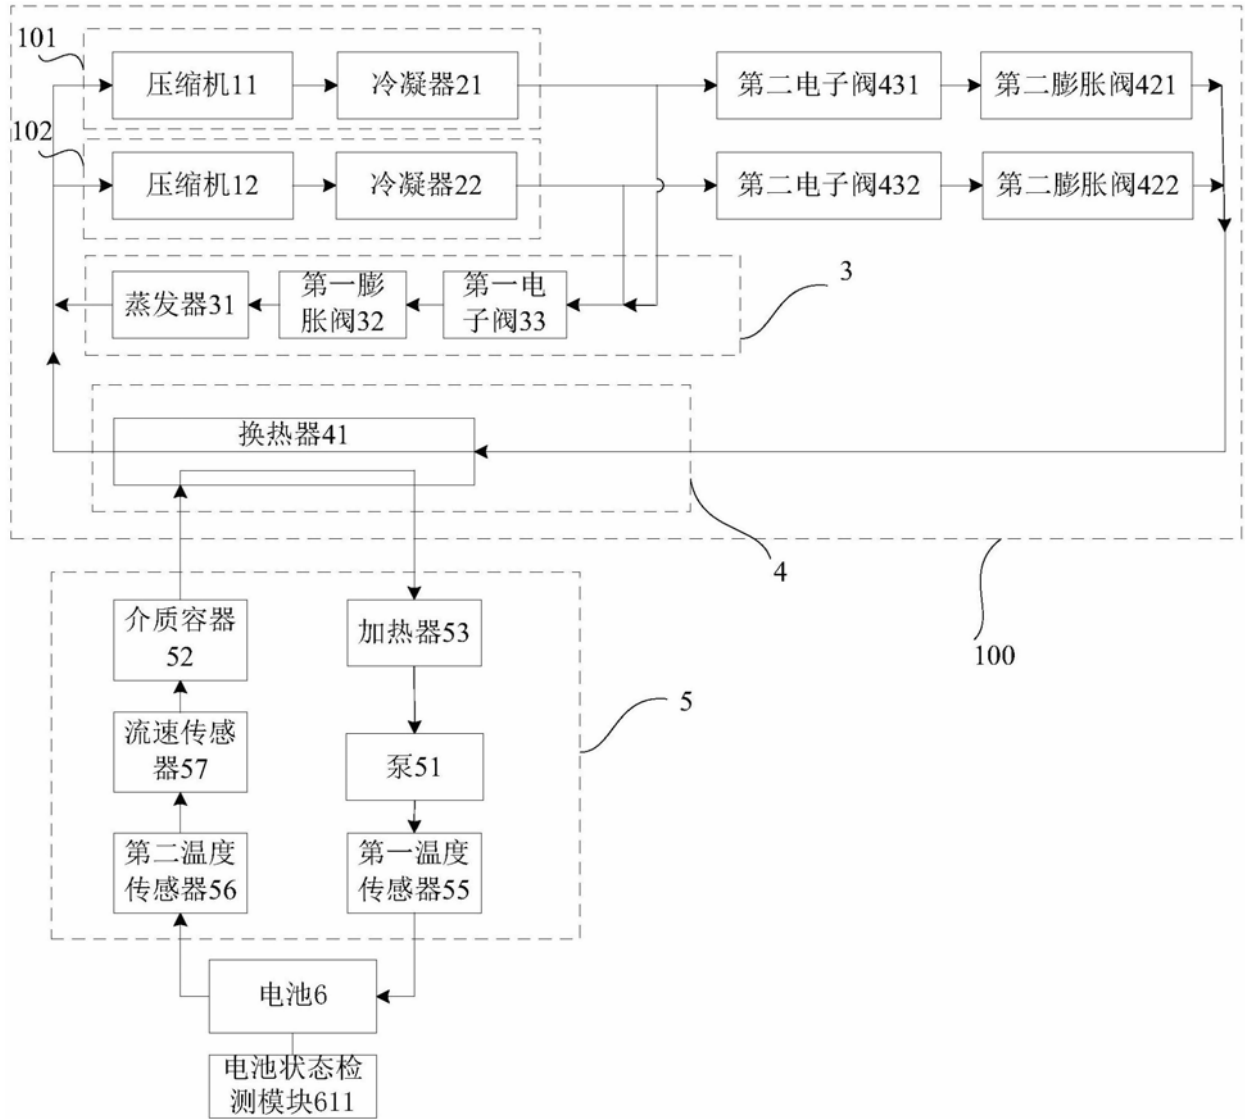 101
压缩机11
冷凝器21
第二电子阀431
第二膨胀阀421
102
压缩机12
冷凝器22
第二电子阀432
第二膨胀阀422
3
蒸发器31
第一膨
胀阀32
第一电
子阀33
换热器41
4
100
介质容器
52
加热器53
5
流速传感
器57
泵51
第二温度
传感器56
第一温度
传感器55
电池6
电池状态检
测模块611